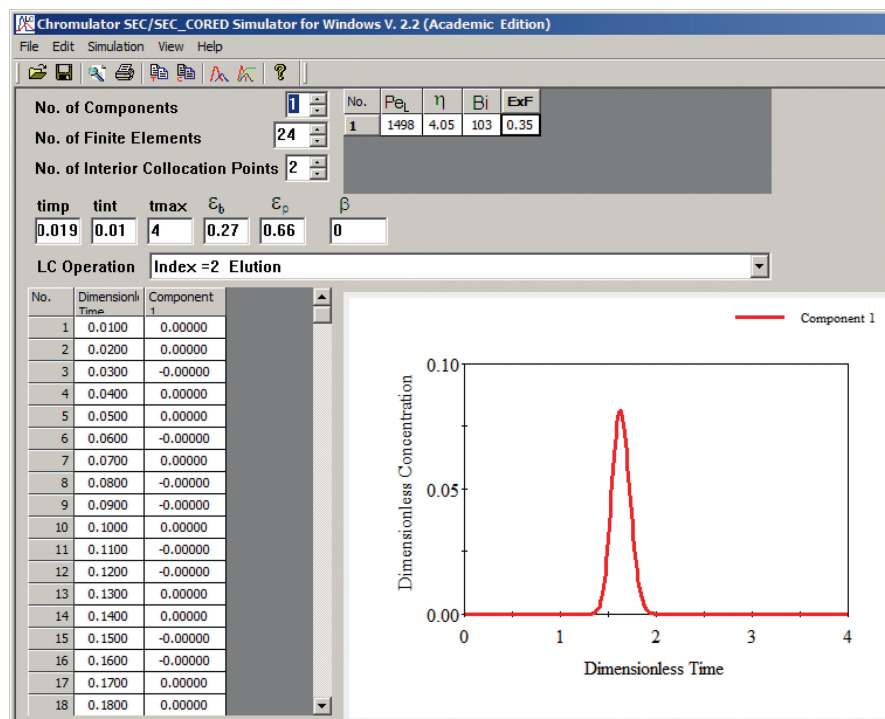 Chromulator SEC/SEC_CORED Simulator for Windows V. 2.2 (Academic Edition)
File Edit Simulation View Help
No. of Components 1
No. of Finite Elements 24
No. of Interior Collocation Points 2
No. PeL η Bi ExF
1 1498 4.05 103 0.35
timp tint tmax εb εp β
0.019 0.01 4 0.27 0.66 0
LC Operation Index =2 Elution
No. Dimensionl Component
Time 1
1 0.0100 0.00000
2 0.0200 0.00000
3 0.0300 -0.00000
4 0.0400 0.00000
5 0.0500 0.00000
6 0.0600 -0.00000
7 0.0700 0.00000
8 0.0800 -0.00000
9 0.0900 -0.00000
10 0.1000 0.00000
11 0.1100 -0.00000
12 0.1200 -0.00000
13 0.1300 0.00000
14 0.1400 0.00000
15 0.1500 -0.00000
16 0.1600 -0.00000
17 0.1700 0.00000
18 0.1800 0.00000
Component 1
Dimensionless Concentration
0.10
0.05
0.00
0 1 2 3 4
Dimensionless Time